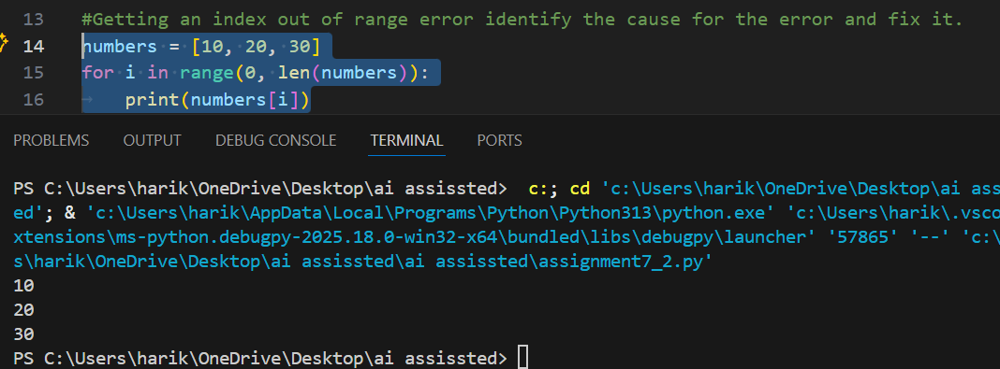 13 #Getting an index out of range error identify the cause for the error and fix it.
14 numbers = [10, 20, 30]
15 for i in range(0, len(numbers)):
16 print(numbers[i])
PROBLEMS OUTPUT DEBUG CONSOLE TERMINAL PORTS
PS C:\Users\harik\OneDrive\Desktop\ai assissted> c:; cd 'c:\Users\harik\OneDrive\Desktop\ai ass
ed'; & 'c:\Users\harik\AppData\Local\Programs\Python\Python313\python.exe' 'c:\Users\harik\.vsco
xtensions\ms-python.debugpy-2025.18.0-win32-x64\bundled\libs\debugpy\launcher' '57865' '--' 'c:\
s\harik\OneDrive\Desktop\ai assissted\ai assissted\assignment7_2.py'
10
20
30
PS C:\Users\harik\OneDrive\Desktop\ai assissted>